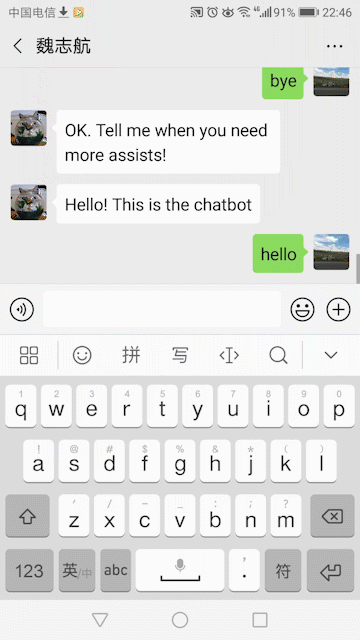 中国电信 4G 91% 22:46
魏志航
bye
OK. Tell me when you need
more assists!
Hello! This is the chatbot
hello
拼 写
1 2 3 4 5 6 7 8 9 0
q w e r t y u i o p
! @ # $ % & * ( )
a s d f g h j k l
' / - _ : ; ?
z x c v b n m
123 英/中 abc , . 符